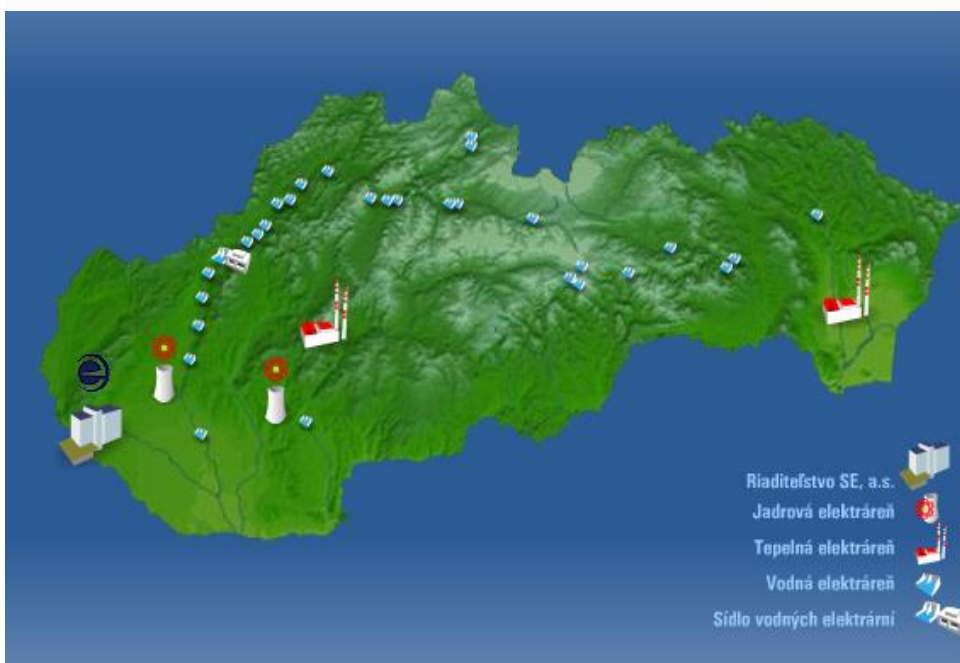 Riaditeľstvo SE, a.s.
Jadrová elektráreň
Tepelná elektráreň
Vodná elektráreň
Sídlo vodných elektrární